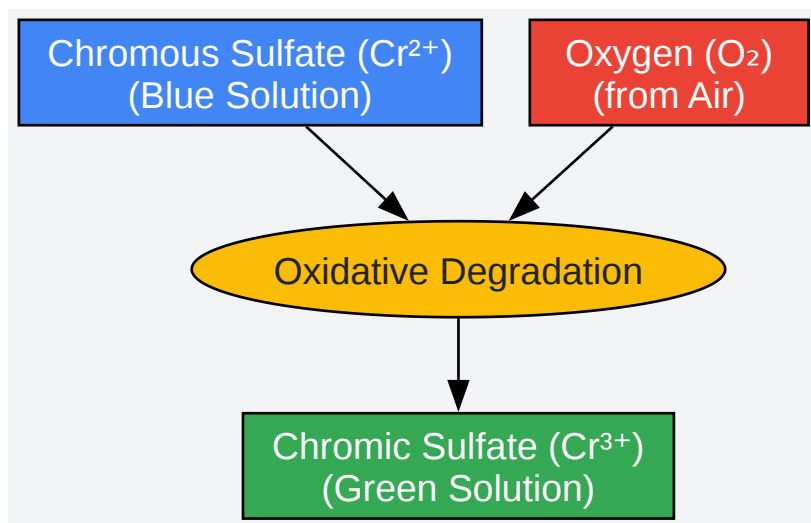 Chromous Sulfate (Cr²⁺)
(Blue Solution)
Oxygen (O₂)
(from Air)
Oxidative Degradation
Chromic Sulfate (Cr³⁺)
(Green Solution)